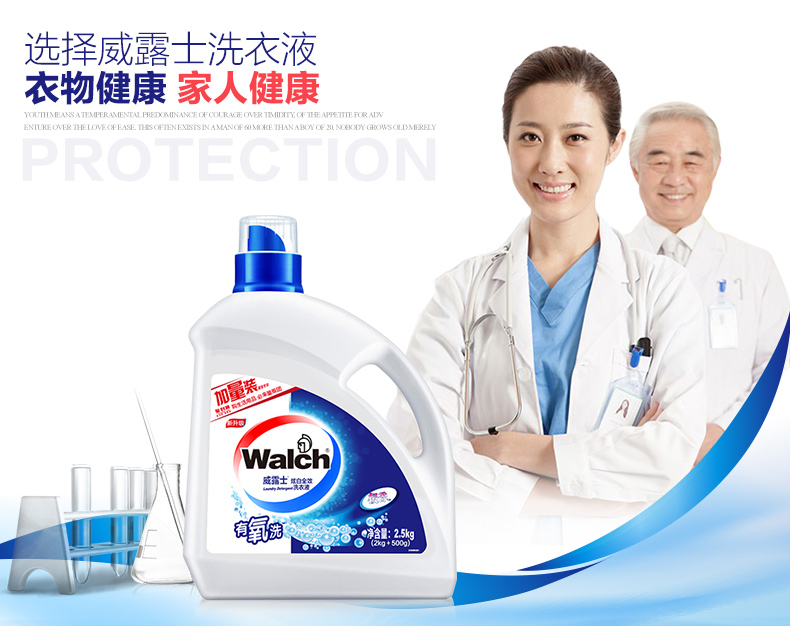 选择威露士洗衣液
衣物健康 家人健康
YOUTH MEANS A TEMPERAMENTAL PREDOMINANCE OF COURAGE OVER TIMIDITY, OF THE APPETITE FOR ADV
ENTURE OVER THE LOVE OF EASE. THIS OFTEN EXISTS IN A MAN OF 60 MORE THAN A BOY OF 20. NOBODY GROWS OLD MERELY
PROTECTION
加量装
新升级
Walch
威露士 炫白全效
Laundry Detergent 洗衣液
有氧洗
净含量: 2.5kg
(2kg + 500g)